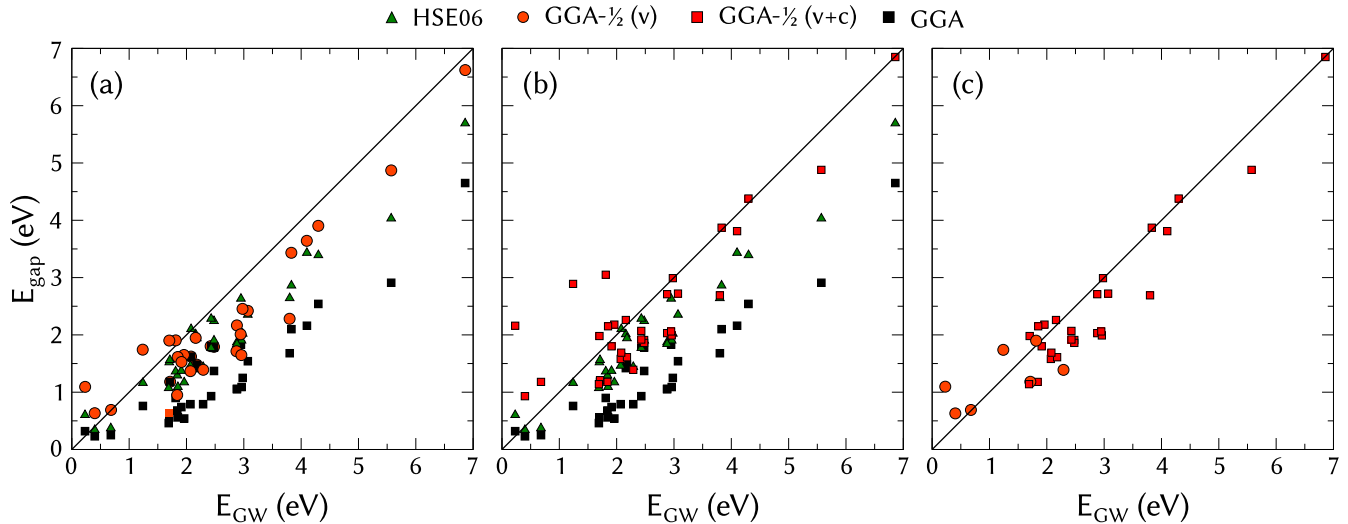 HSE06 GGA-½ (v) GGA-½ (v+c) GGA
(a) (b) (c)
E_gap (eV)
7
6
5
4
3
2
1
0
0 1 2 3 4 5 6 7
0 1 2 3 4 5 6 7
0 1 2 3 4 5 6 7
E_GW (eV) E_GW (eV) E_GW (eV)